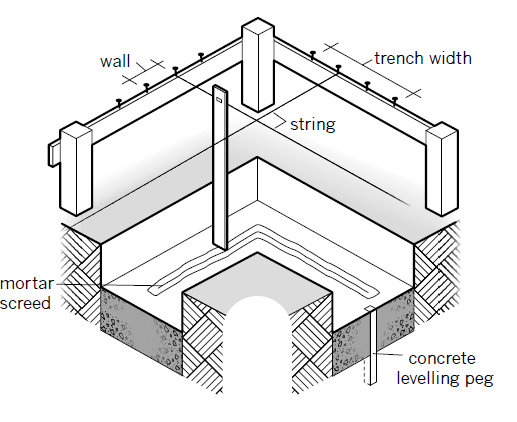 wall
trench width
string
mortar
screed
concrete
levelling peg